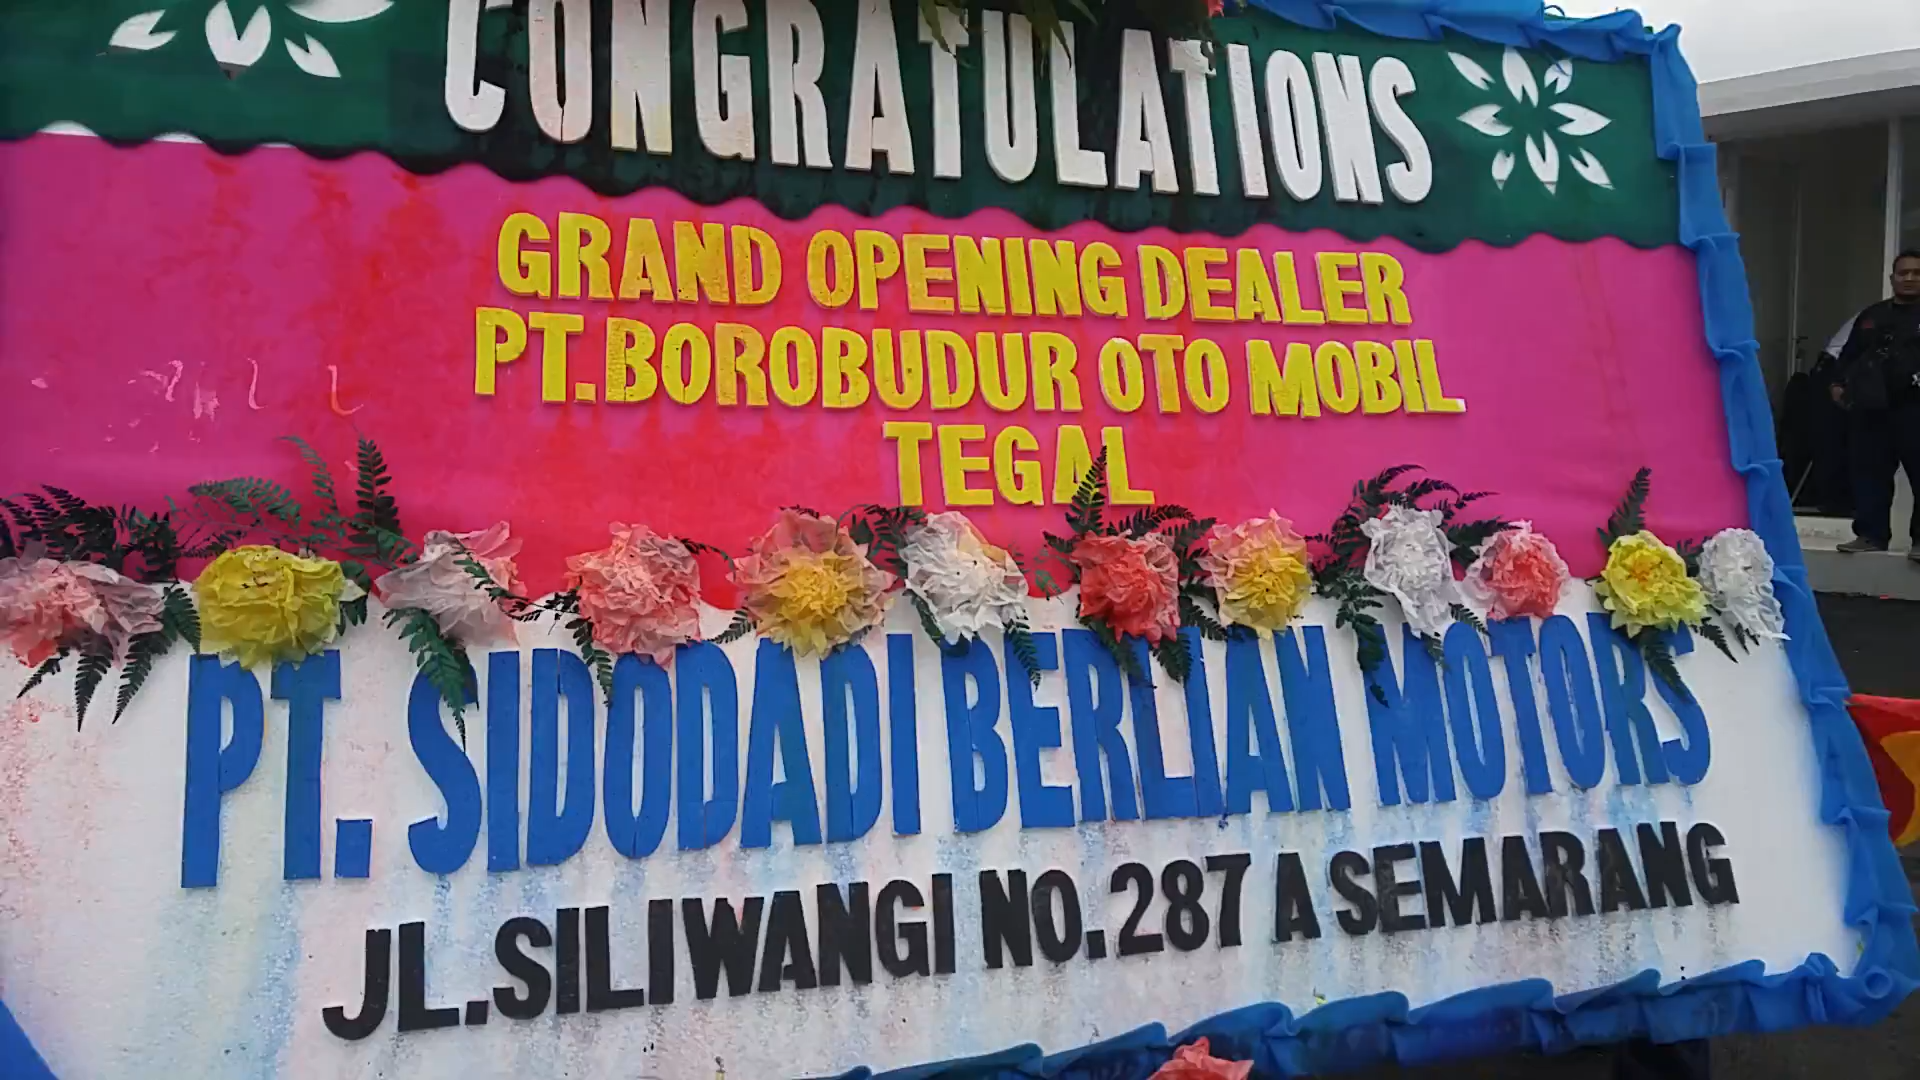 CONGRATULATIONS
GRAND OPENING DEALER
PT.BOROBUDUR OTO MOBIL
TEGAL
PT. SIDODADI BERLIAN MOTORS
JL.SILIWANGI NO.287 A SEMARANG